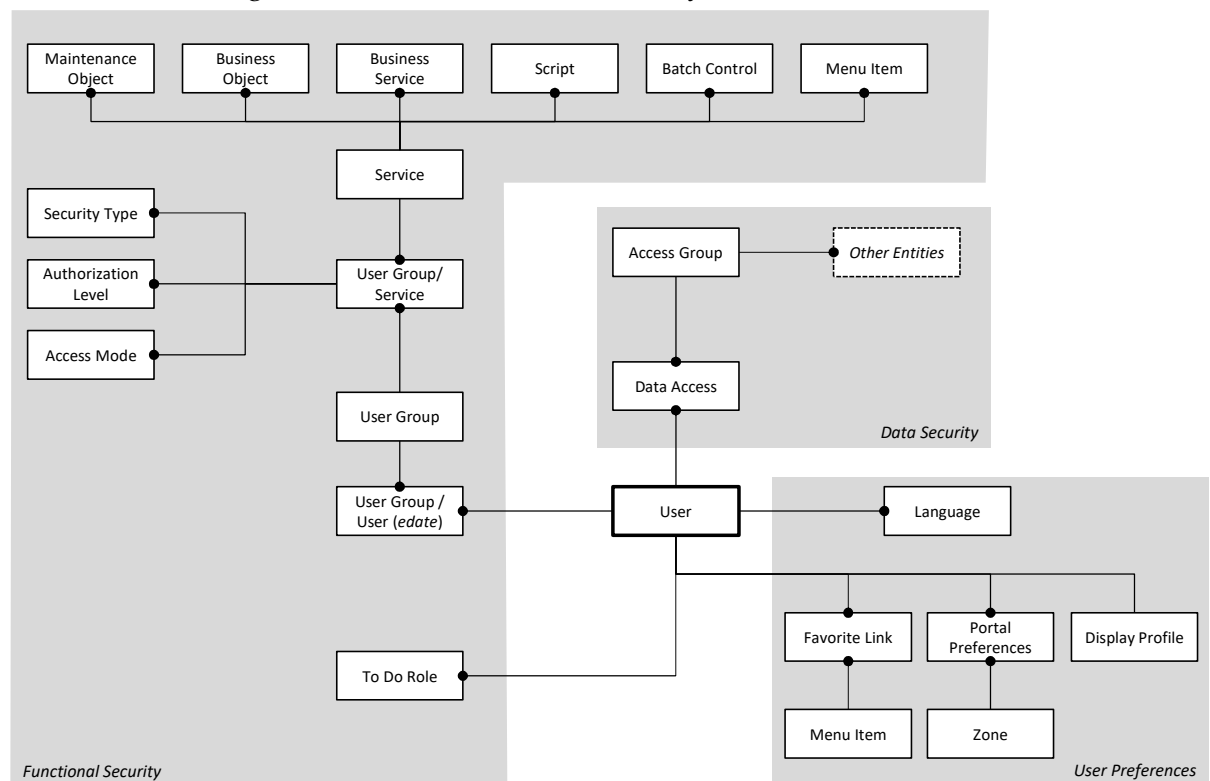 Maintenance
Object
Business
Object
Business
Service
Script
Batch Control
Menu Item
Service
Security Type
Authorization
Level
Access Mode
User Group/
Service
User Group
User Group /
User (edate)
To Do Role
Functional Security
Access Group
Other Entities
Data Access
Data Security
User
Language
Favorite Link
Portal
Preferences
Display Profile
Menu Item
Zone
User Preferences